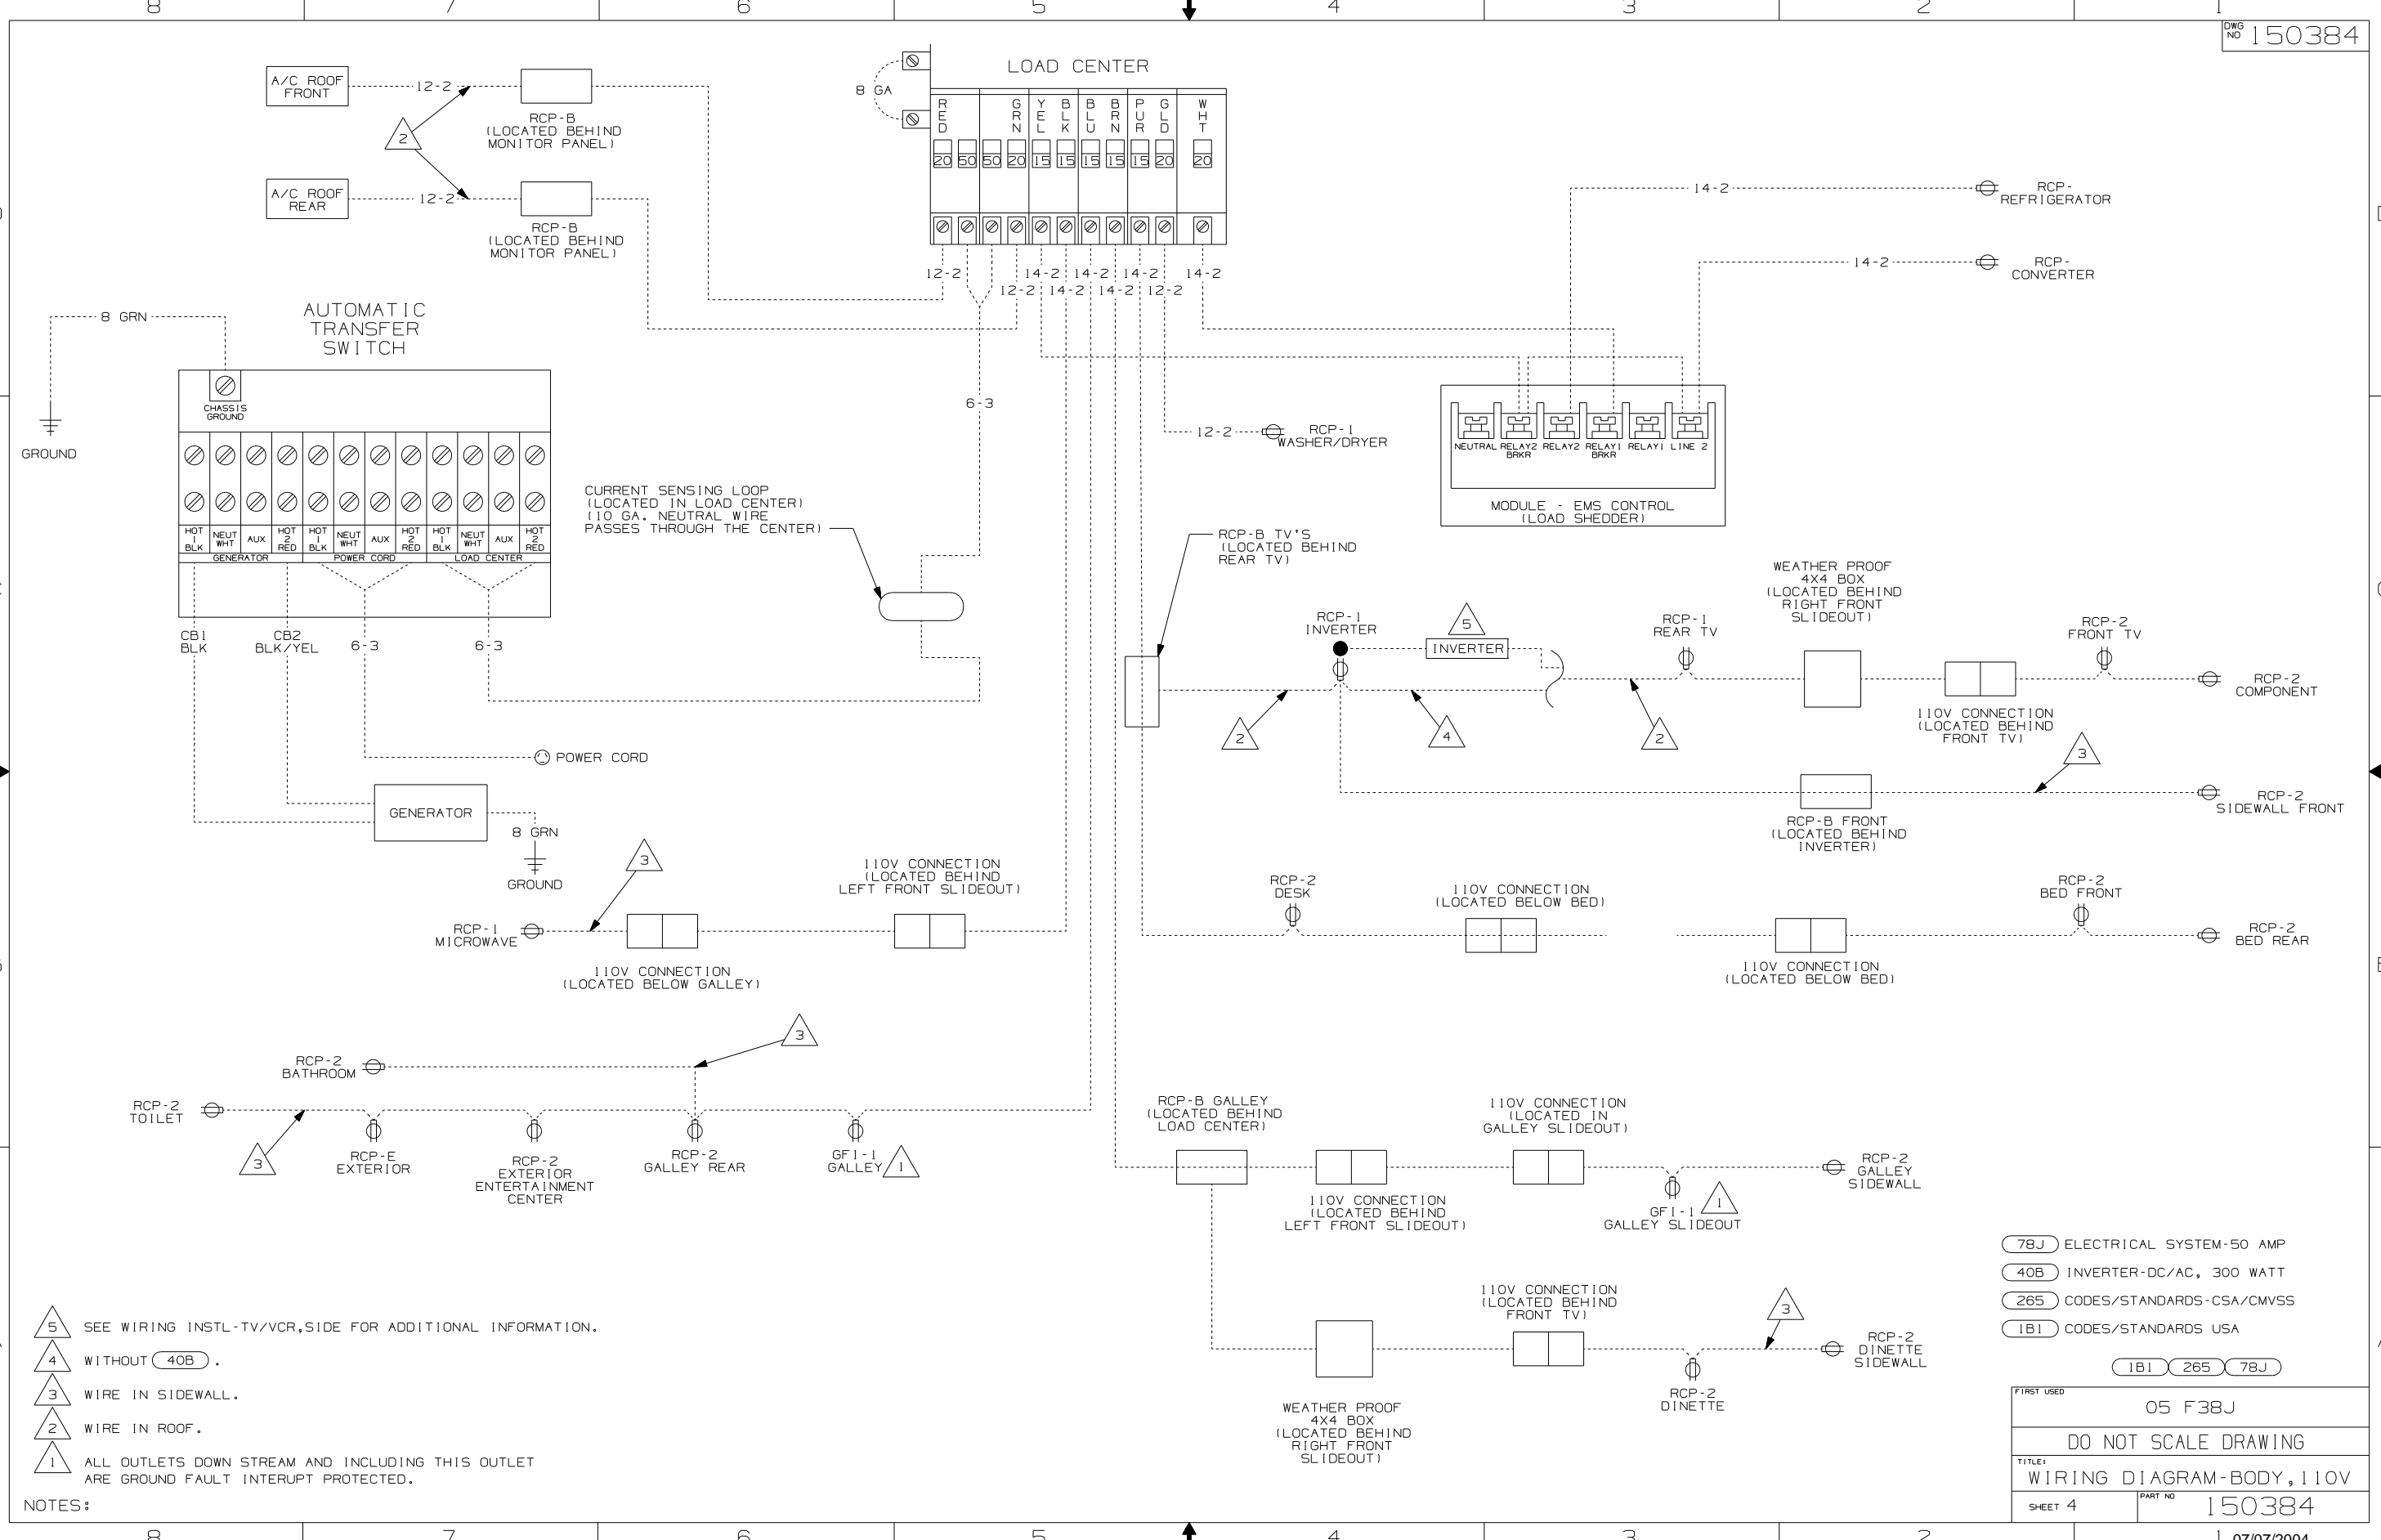 8 7 6 5 4 3 2 1
DWG NO 150384
A/C ROOF
FRONT
12-2
RCP-B
(LOCATED BEHIND
MONITOR PANEL)
2
A/C ROOF
REAR
12-2
RCP-B
(LOCATED BEHIND
MONITOR PANEL)
8 GA
LOAD CENTER
RED GRN YEL BLK BLU BRN PUR GLD WHT
20 50 50 20 15 15 15 15 15 20 20
12-2 14-2 14-2 14-2 14-2
12-2 14-2 14-2 12-2
14-2
RCP-
REFRIGERATOR
14-2
RCP-
CONVERTER
D
8 GRN
GROUND
AUTOMATIC
TRANSFER
SWITCH
CHASSIS
GROUND
HOT 1 BLK
NEUT WHT
AUX
HOT 2 RED
HOT 1 BLK
NEUT WHT
AUX
HOT 2 RED
HOT 1 BLK
NEUT WHT
AUX
HOT 2 RED
GENERATOR POWER CORD LOAD CENTER
CB1
BLK
CB2
BLK/YEL
6-3
6-3
6-3
CURRENT SENSING LOOP
(LOCATED IN LOAD CENTER)
(10 GA. NEUTRAL WIRE
PASSES THROUGH THE CENTER)
12-2
RCP-1
WASHER/DRYER
NEUTRAL RELAY2 BRKR RELAY2 RELAY1 BRKR RELAY1 LINE 2
MODULE - EMS CONTROL
(LOAD SHEDDER)
RCP-B TV'S
(LOCATED BEHIND
REAR TV)
RCP-1
INVERTER
5
INVERTER
RCP-1
REAR TV
WEATHER PROOF
4X4 BOX
(LOCATED BEHIND
RIGHT FRONT
SLIDEOUT)
RCP-2
FRONT TV
RCP-2
COMPONENT
110V CONNECTION
(LOCATED BEHIND
FRONT TV)
2
4
2
3
RCP-B FRONT
(LOCATED BEHIND
INVERTER)
RCP-2
SIDEWALL FRONT
POWER CORD
GENERATOR
8 GRN
GROUND
3
110V CONNECTION
(LOCATED BEHIND
LEFT FRONT SLIDEOUT)
RCP-1
MICROWAVE
110V CONNECTION
(LOCATED BELOW GALLEY)
RCP-2
DESK
110V CONNECTION
(LOCATED BELOW BED)
110V CONNECTION
(LOCATED BELOW BED)
RCP-2
BED FRONT
RCP-2
BED REAR
3
RCP-2
BATHROOM
RCP-2
TOILET
3
RCP-E
EXTERIOR
RCP-2
EXTERIOR
ENTERTAINMENT
CENTER
RCP-2
GALLEY REAR
GFI-1
GALLEY
1
RCP-B GALLEY
(LOCATED BEHIND
LOAD CENTER)
110V CONNECTION
(LOCATED IN
GALLEY SLIDEOUT)
110V CONNECTION
(LOCATED BEHIND
LEFT FRONT SLIDEOUT)
GFI-1
GALLEY SLIDEOUT
1
RCP-2
GALLEY
SIDEWALL
110V CONNECTION
(LOCATED BEHIND
FRONT TV)
3
RCP-2
DINETTE
SIDEWALL
RCP-2
DINETTE
WEATHER PROOF
4X4 BOX
(LOCATED BEHIND
RIGHT FRONT
SLIDEOUT)
78J ELECTRICAL SYSTEM-50 AMP
40B INVERTER-DC/AC, 300 WATT
265 CODES/STANDARDS-CSA/CMVSS
1B1 CODES/STANDARDS USA
1B1 265 78J
5 SEE WIRING INSTL-TV/VCR,SIDE FOR ADDITIONAL INFORMATION.
4 WITHOUT 40B .
3 WIRE IN SIDEWALL.
2 WIRE IN ROOF.
1 ALL OUTLETS DOWN STREAM AND INCLUDING THIS OUTLET
ARE GROUND FAULT INTERUPT PROTECTED.
NOTES:
FIRST USED
05 F38J
DO NOT SCALE DRAWING
TITLE:
WIRING DIAGRAM-BODY,110V
SHEET 4
PART NO 150384
8 7 6 5 4 3 2 1
07/07/2004